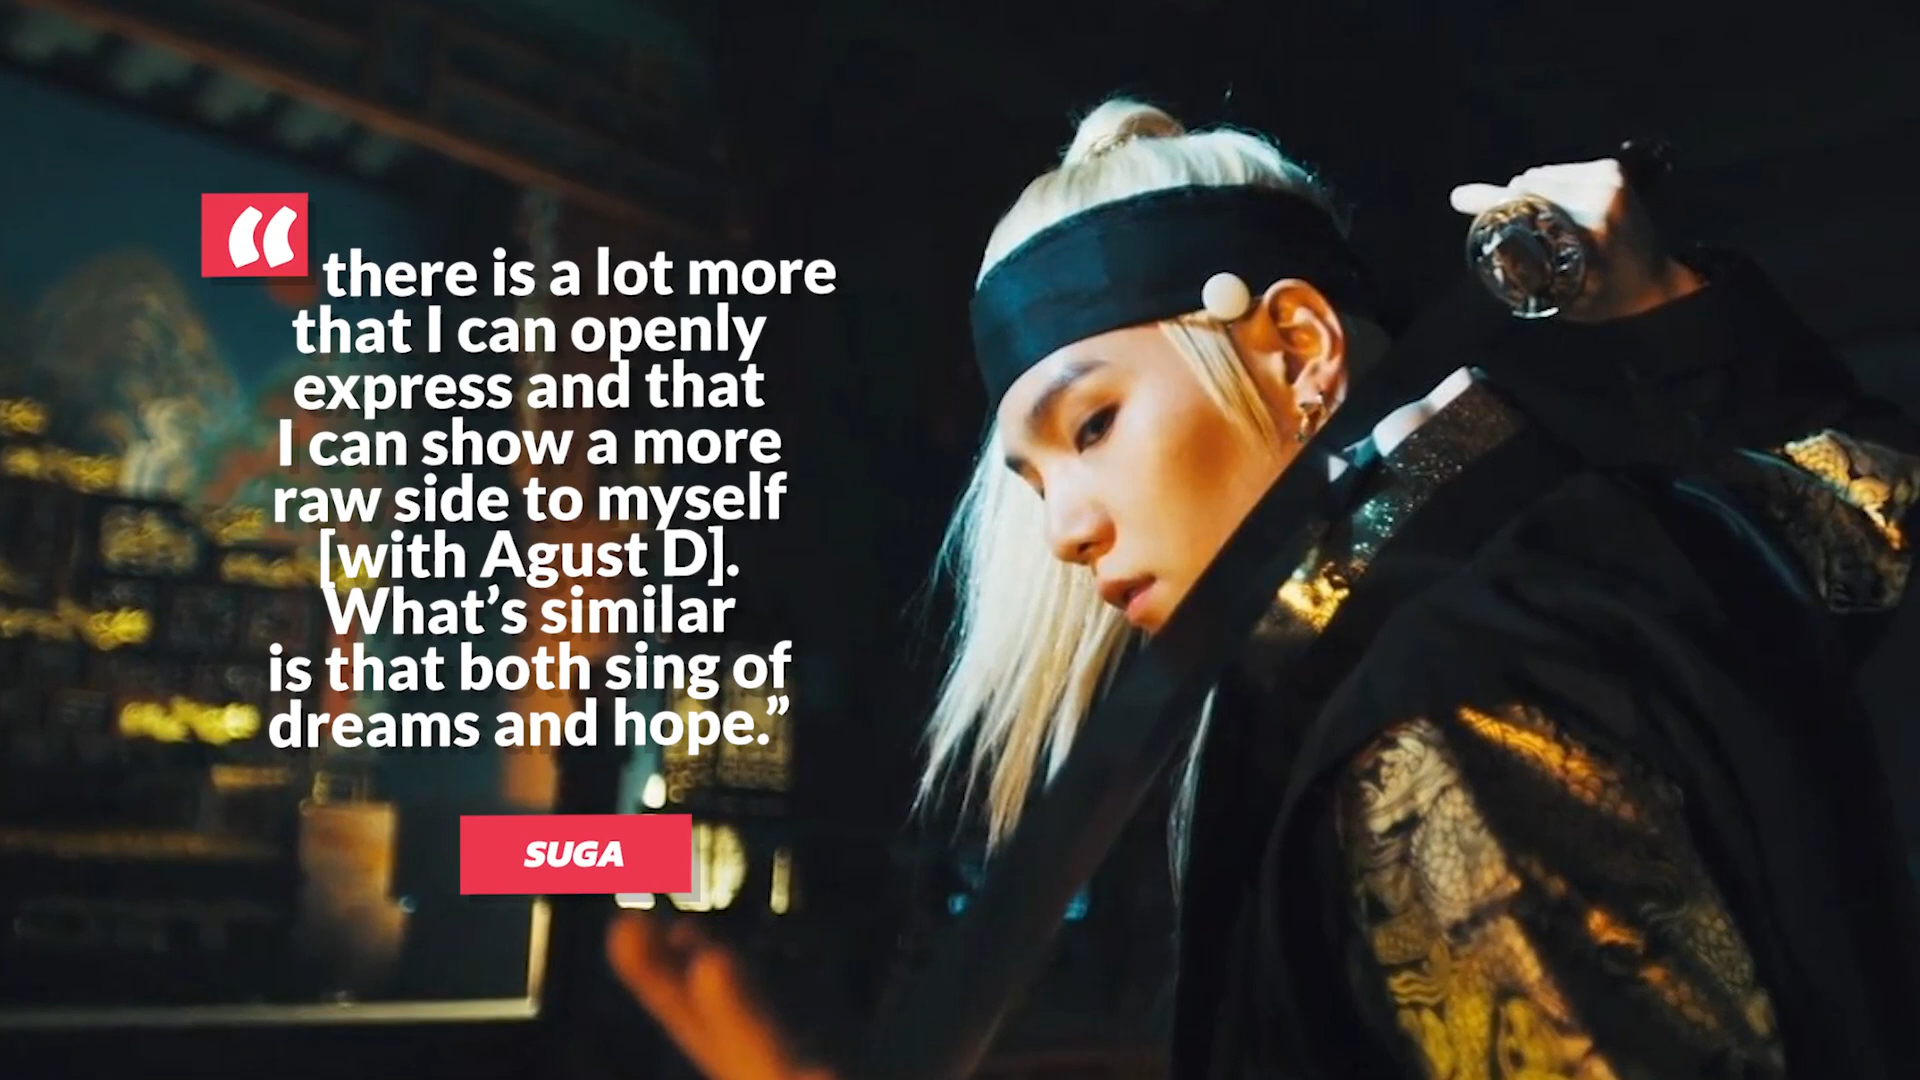 “ there is a lot more
that I can openly
express and that
I can show a more
raw side to myself
[with Agust D].
What’s similar
is that both sing of
dreams and hope.”
SUGA